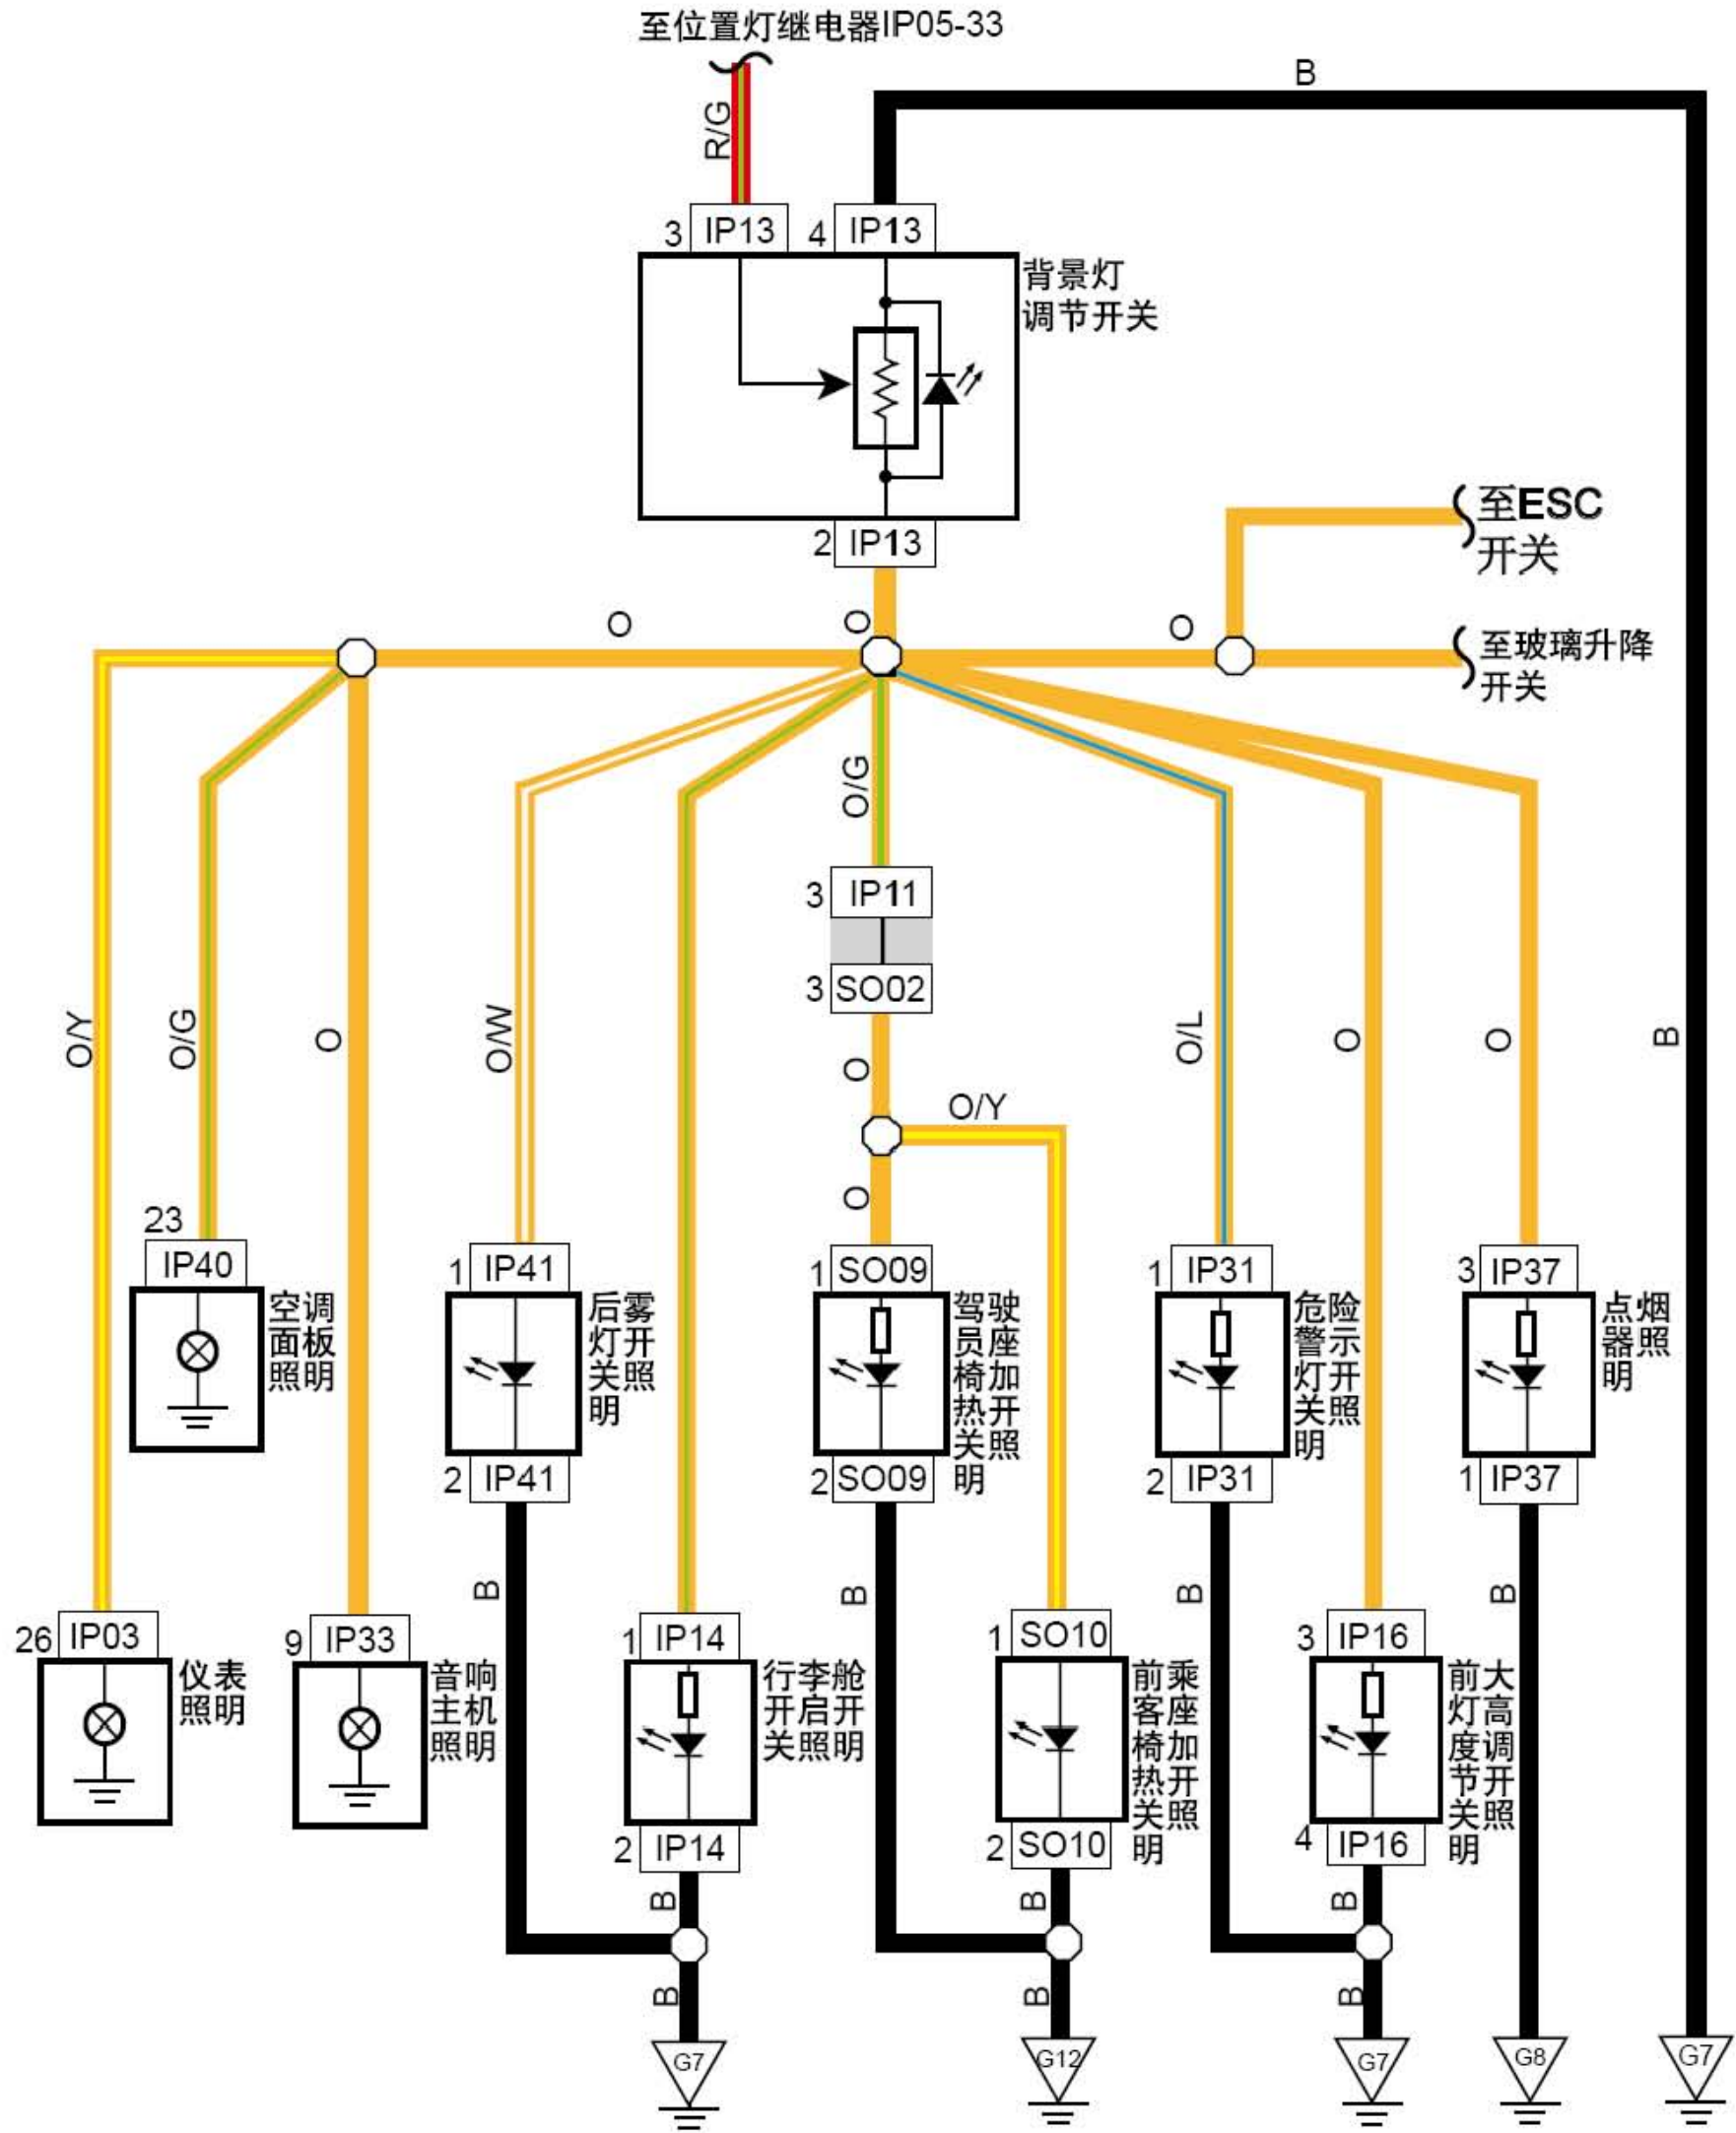 至位置灯继电器IP05-33
B
R/G
3 IP13 4 IP13
背景灯
调节开关
2 IP13
至ESC
开关
O O O
至玻璃升降
开关
O/G
3 IP11
3 SO02
O/Y O/G O O/W O O/L O O B
O/Y
O
23
IP40
空调
面板
照明
1 IP41
后雾
灯开
关照
明
2 IP41
1 SO09
驾驶
员座
椅加
热开
关照
明
2 SO09
1 IP31
危险
警示
灯开
关照
明
2 IP31
3 IP37
点烟
器照
明
1 IP37
B B B B
26 IP03
仪表
照明
9 IP33
音响
主机
照明
1 IP14
行李舱
开启开
关照明
2 IP14
1 SO10
前乘
客座
椅加
热开
关照
明
2 SO10
3 IP16
前大
灯高
度调
节开
关照
明
4 IP16
B B B
B B B
G7 G12 G7 G8 G7